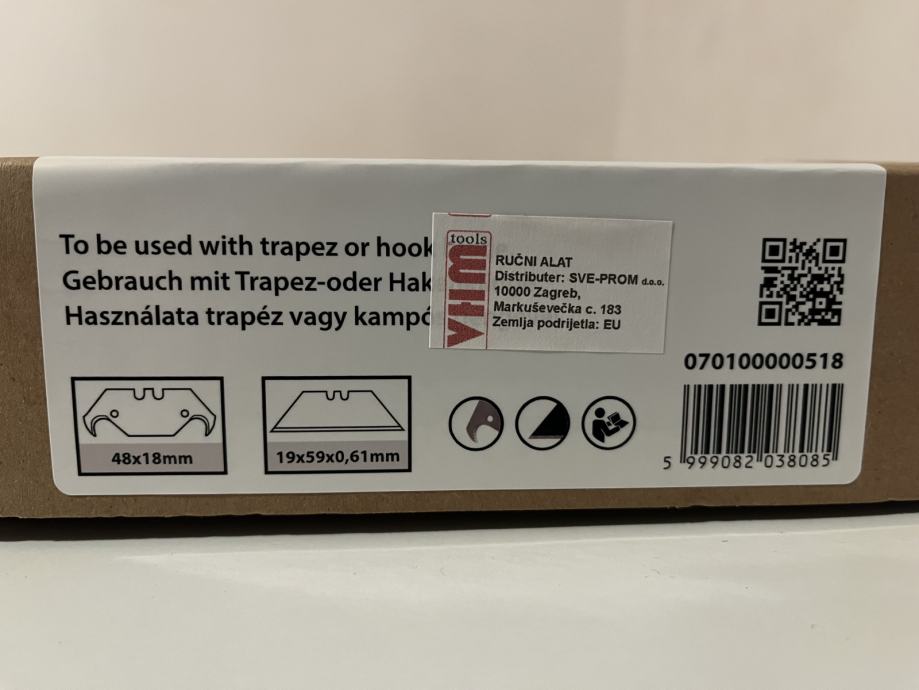 To be used with trapez or hook
Gebrauch mit Trapez-oder Hak
Használata trapéz vagy kampó
tools
VHM
RUČNI ALAT
Distributer: SVE-PROM d.o.o.
10000 Zagreb,
Markuševečka c. 183
Zemlja podrijetla: EU
070100000518
48x18mm
19x59x0,61mm
5 999082 038085